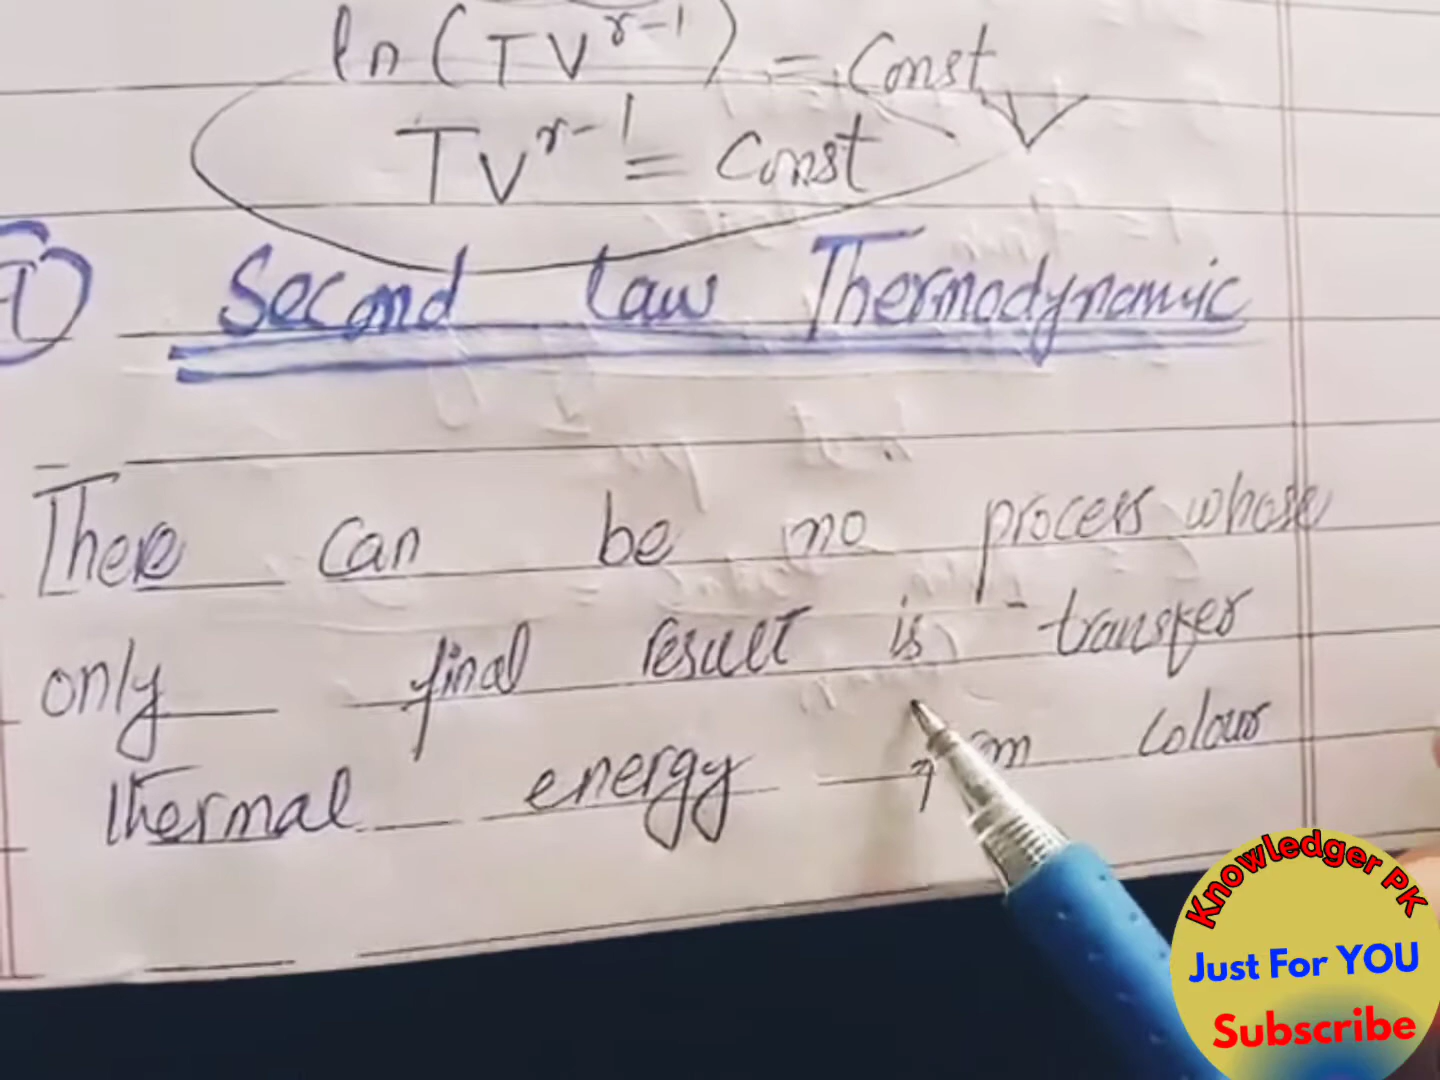 ln (TV^γ-1) = Const
TV^γ-1 = Const
Second law Thermodynamic
There can be no process whose
only final result is transfer
thermal energy colour
Knowledger PK
Just For YOU
Subscribe